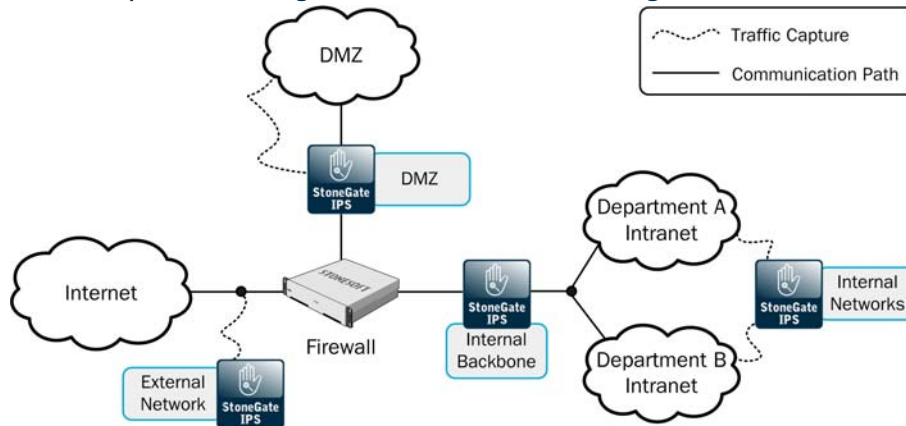 DMZ
Traffic Capture
Communication Path
StoneGate
IPS
DMZ
Internet
STONESOFT
Firewall
StoneGate
IPS
Internal
Backbone
Department A
Intranet
StoneGate
IPS
Internal
Networks
Department B
Intranet
External
Network
StoneGate
IPS